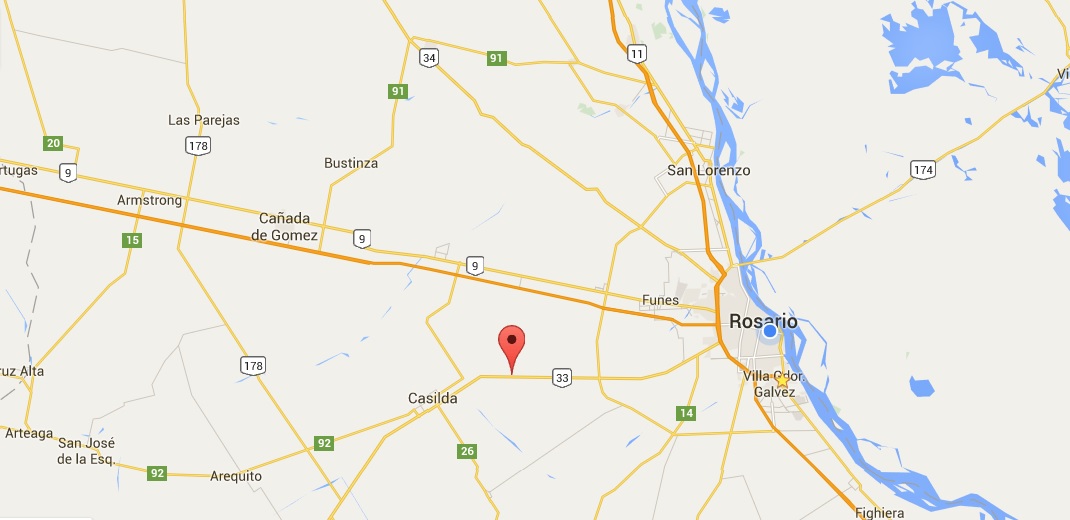 11
34
91
91
Vi
Las Parejas
20
178
Bustinza
9
rtugas
174
San Lorenzo
Armstrong
Cañada
de Gomez
15
9
9
Funes
Rosario
178
ruz Alta
33
Villa Gdor.
Galvez
Casilda
14
Arteaga
San José
de la Esq.
92
26
92
Arequito
Fighiera